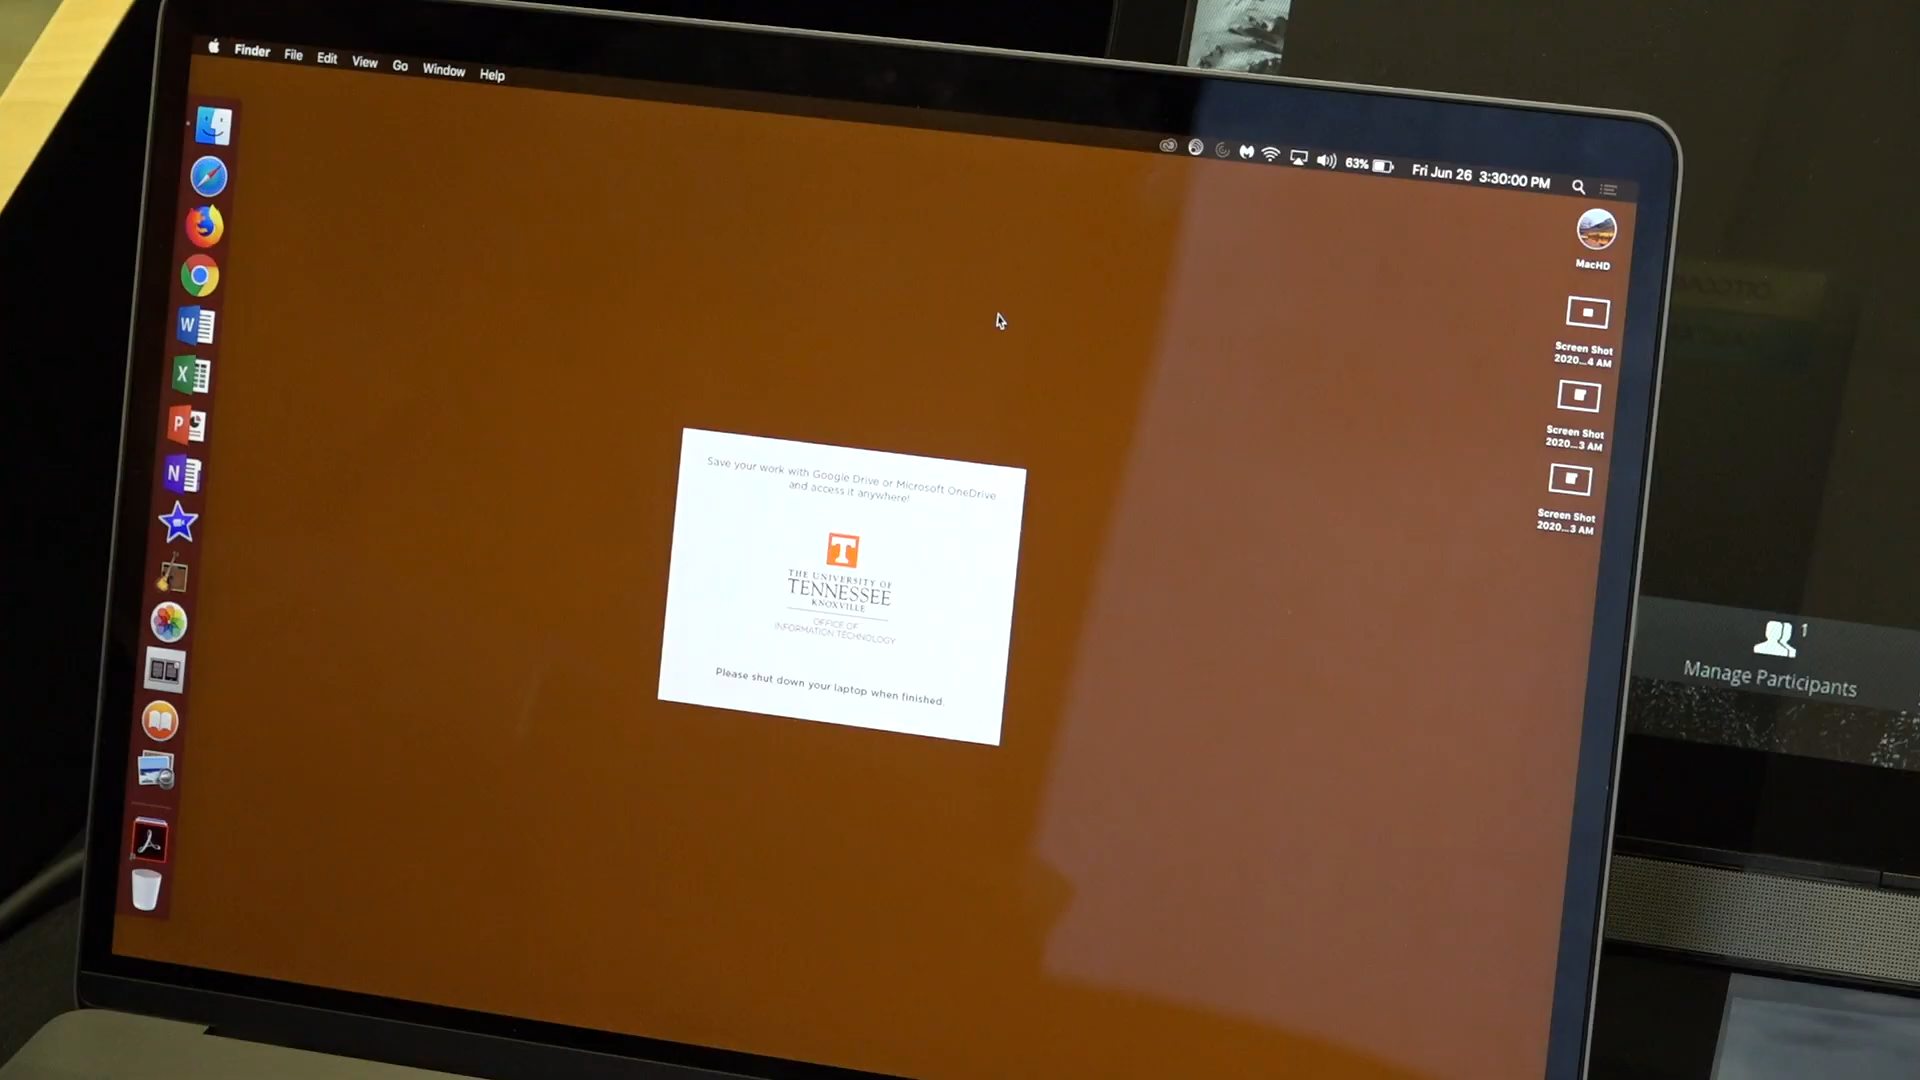 Finder File Edit View Go Window Help
63% Fri Jun 26 3:30:00 PM
MacHD
Screen Shot
2020...4 AM
Screen Shot
2020...3 AM
Screen Shot
2020...3 AM
W
X
P
N
Save your work with Google Drive or Microsoft OneDrive
and access it anywhere!
T
THE UNIVERSITY OF
TENNESSEE
KNOXVILLE
OFFICE OF
INFORMATION TECHNOLOGY
Please shut down your laptop when finished.
1
Manage Participants